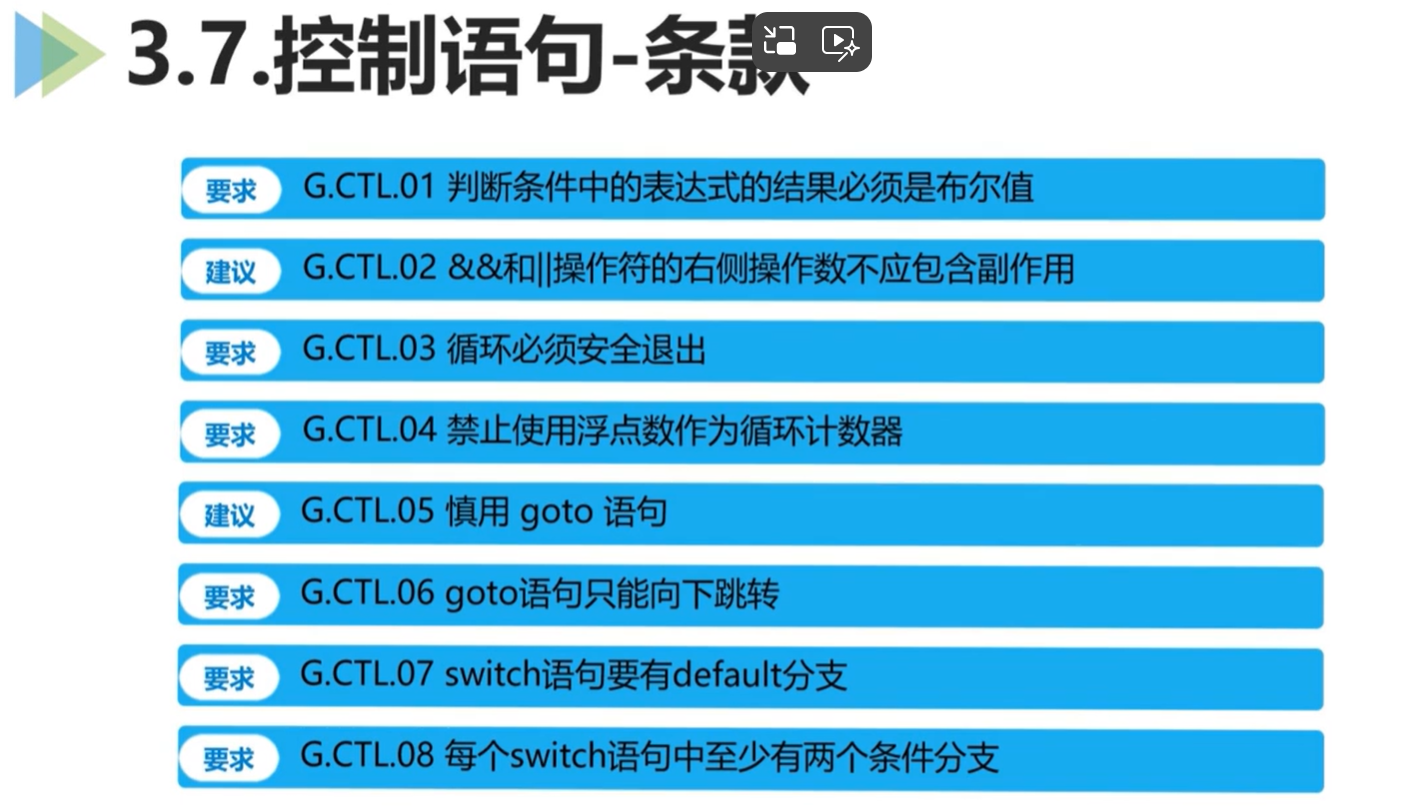 3.7.控制语句-条款
要求 G.CTL.01 判断条件中的表达式的结果必须是布尔值
建议 G.CTL.02 &&和||操作符的右侧操作数不应包含副作用
要求 G.CTL.03 循环必须安全退出
要求 G.CTL.04 禁止使用浮点数作为循环计数器
建议 G.CTL.05 慎用 goto 语句
要求 G.CTL.06 goto语句只能向下跳转
要求 G.CTL.07 switch语句要有default分支
要求 G.CTL.08 每个switch语句中至少有两个条件分支